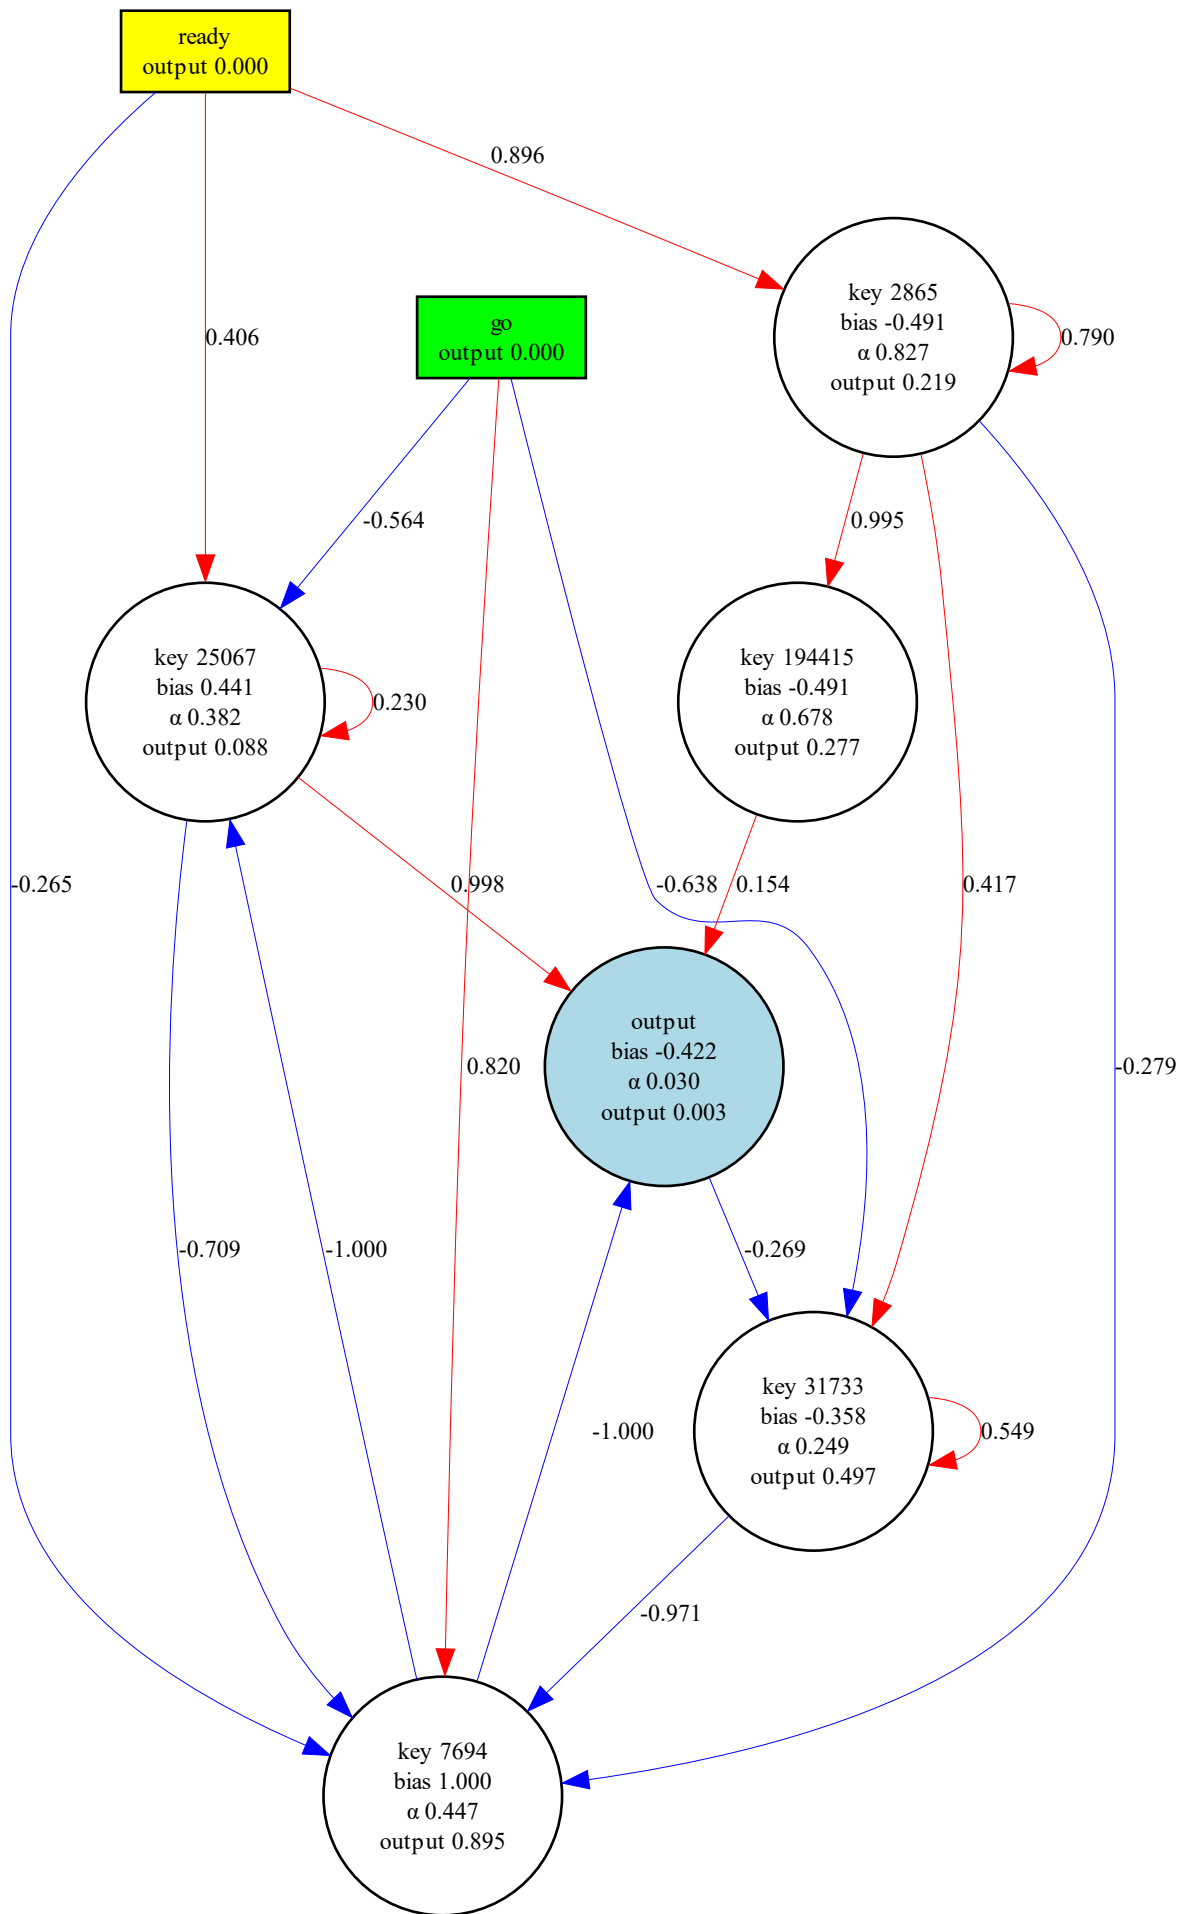 ready
output 0.000
0.896
key 2865
bias -0.491
α 0.827
output 0.219
0.790
go
output 0.000
0.406
-0.564
0.995
key 25067
bias 0.441
α 0.382
output 0.088
0.230
key 194415
bias -0.491
α 0.678
output 0.277
-0.265
0.998
-0.638
0.154
0.417
output
bias -0.422
α 0.030
output 0.003
0.820
-0.279
-0.709
-1.000
-0.269
key 31733
bias -0.358
α 0.249
output 0.497
-1.000
0.549
-0.971
key 7694
bias 1.000
α 0.447
output 0.895